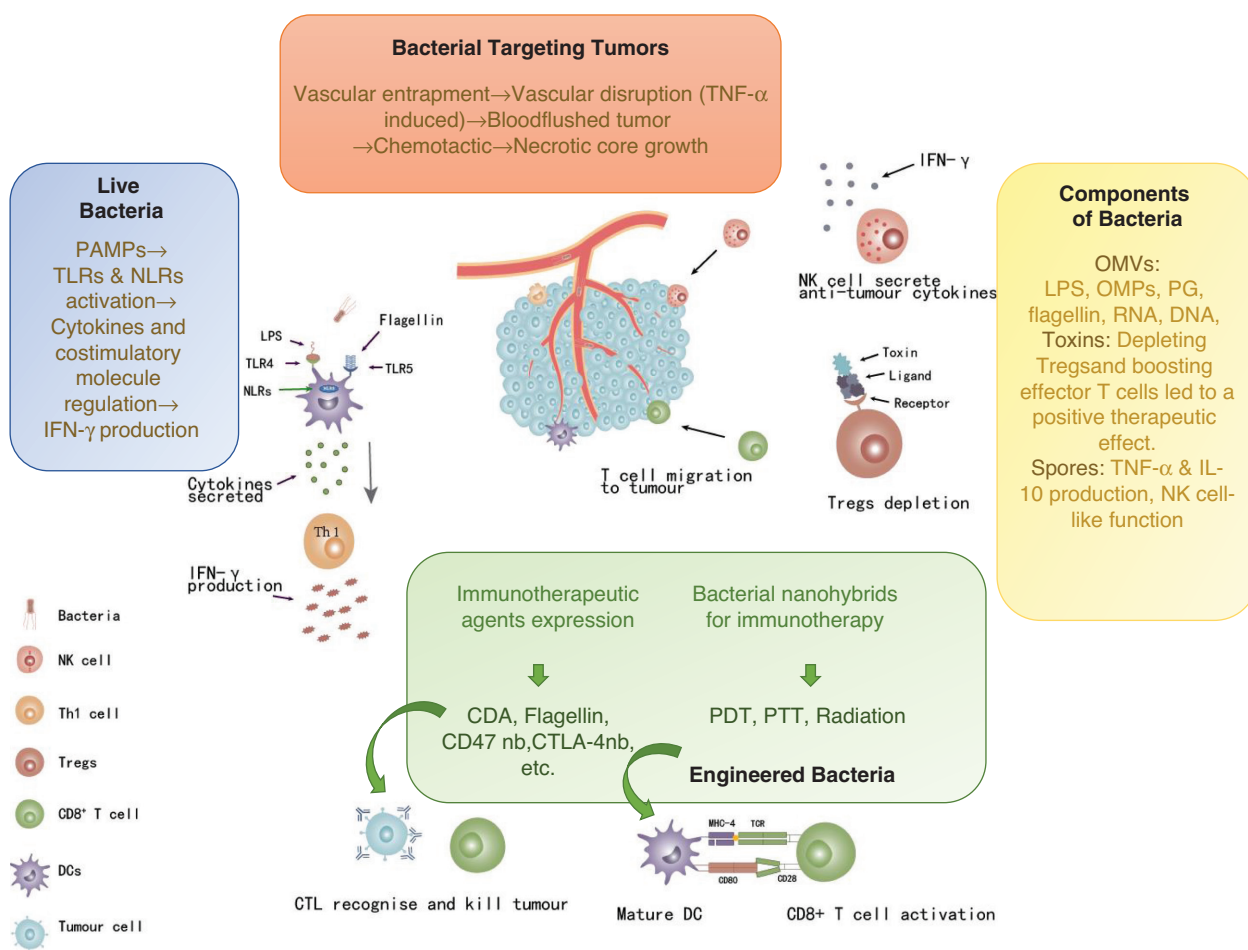 Bacterial Targeting Tumors
Vascular entrapment→Vascular disruption (TNF-α
induced)→Bloodflushed tumor
→Chemotactic→Necrotic core growth
Live
Bacteria
PAMPs→
TLRs & NLRs
activation→
Cytokines and
costimulatory
molecule
regulation→
IFN-γ production
LPS
Flagellin
TLR4
TLR5
NLRs
NLRs
Cytokines
secreted
Th 1
IFN-γ
production
T cell migration
to tumour
IFN-γ
NK cell secrete
anti-tumour cytokines
Toxin
Ligand
Receptor
Tregs depletion
Components
of Bacteria
OMVs:
LPS, OMPs, PG,
flagellin, RNA, DNA,
Toxins: Depleting
Tregsand boosting
effector T cells led to a
positive therapeutic
effect.
Spores: TNF-α & IL-
10 production, NK cell-
like function
Bacteria
NK cell
Th1 cell
Tregs
CD8⁺ T cell
DCs
Tumour cell
Immunotherapeutic
agents expression
CDA, Flagellin,
CD47 nb,CTLA-4nb,
etc.
Bacterial nanohybrids
for immunotherapy
PDT, PTT, Radiation
Engineered Bacteria
CTL recognise and kill tumour
MHC-4
TCR
CD80
CD28
Mature DC
CD8+ T cell activation